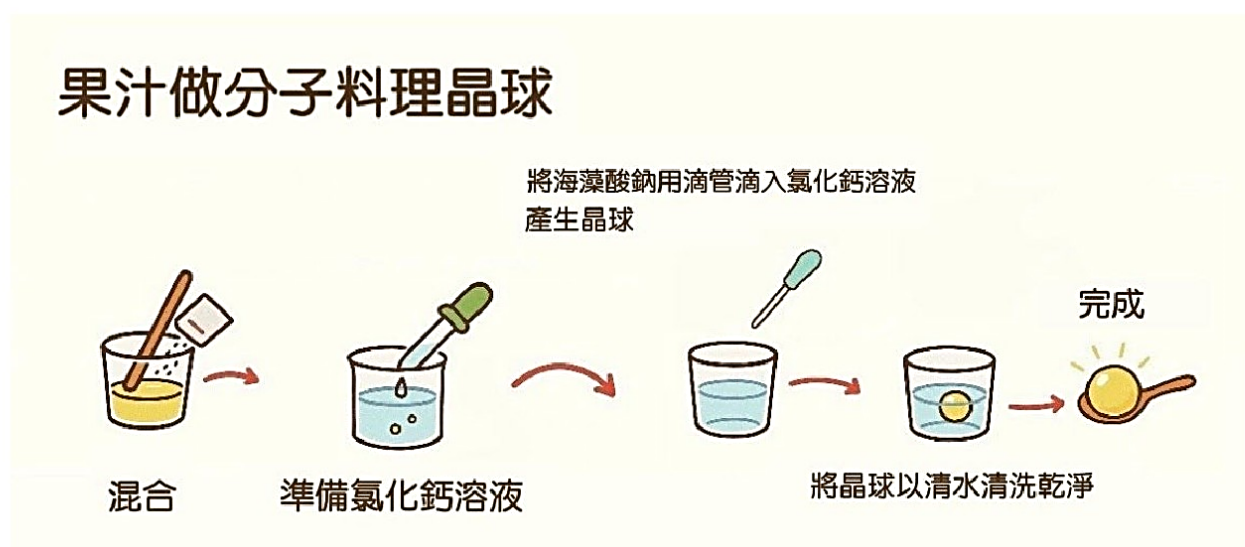 果汁做分子料理晶球
將海藻酸鈉用滴管滴入氯化鈣溶液
產生晶球
完成
混合
準備氯化鈣溶液
將晶球以清水清洗乾淨